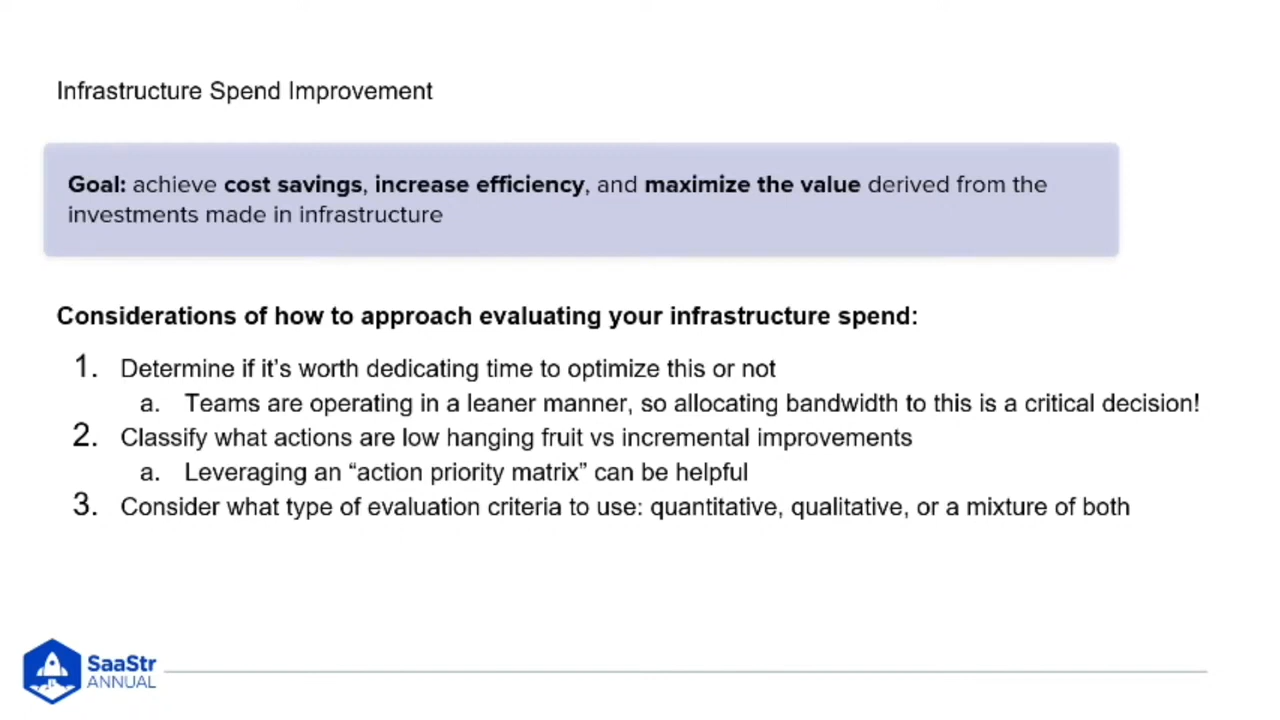 Infrastructure Spend Improvement
Goal: achieve cost savings, increase efficiency, and maximize the value derived from the
investments made in infrastructure
Considerations of how to approach evaluating your infrastructure spend:
1. Determine if it's worth dedicating time to optimize this or not
a. Teams are operating in a leaner manner, so allocating bandwidth to this is a critical decision!
2. Classify what actions are low hanging fruit vs incremental improvements
a. Leveraging an “action priority matrix” can be helpful
3. Consider what type of evaluation criteria to use: quantitative, qualitative, or a mixture of both
SaaStr
ANNUAL